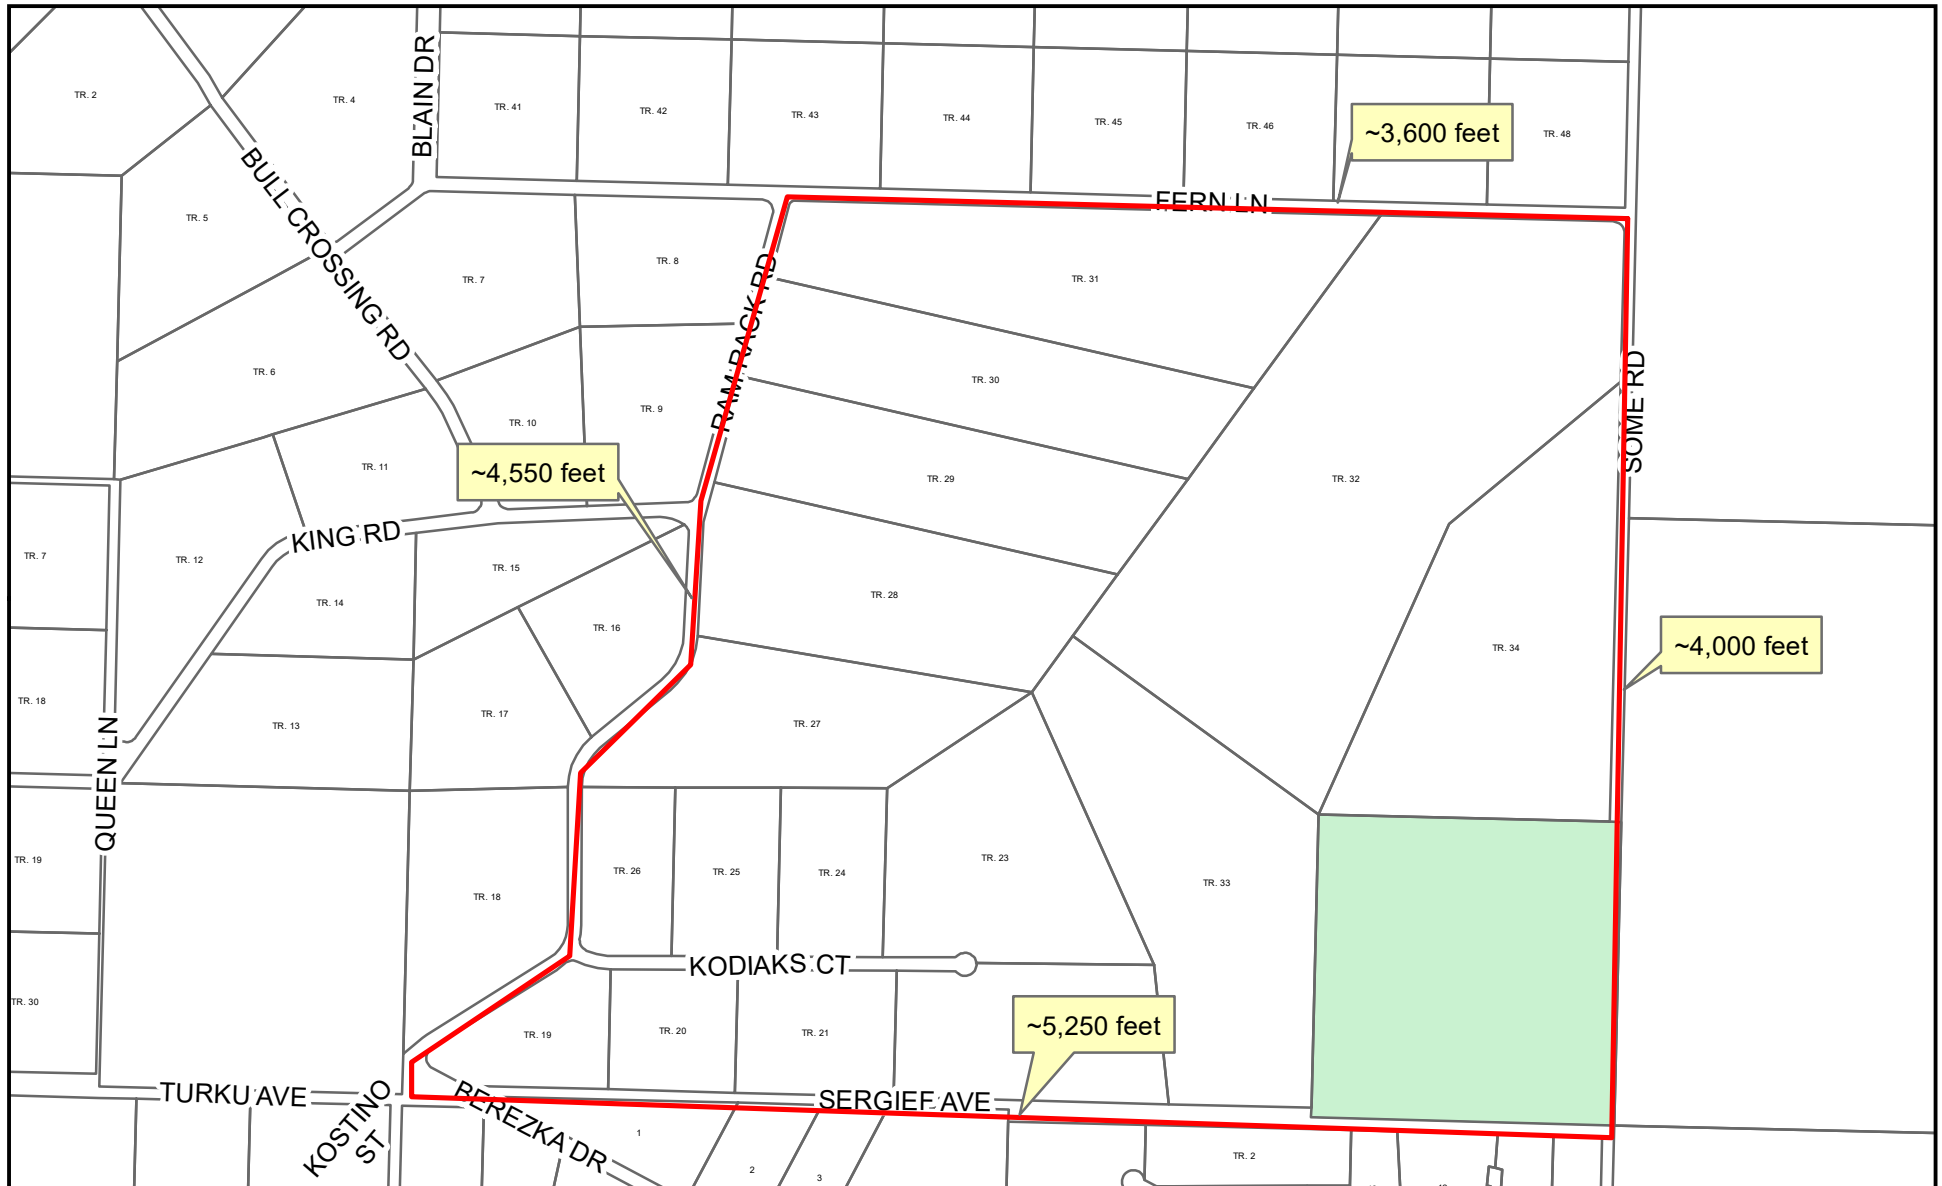 TR. 2
TR. 4
BLAIN DR
TR. 41
TR. 42
TR. 43
TR. 44
TR. 45
TR. 46
~3,600 feet
TR. 48
BULL CROSSING RD
TR. 5
FERN LN
TR. 7
TR. 8
RAM RACK RD
TR. 31
TR. 6
TR. 30
SOME RD
TR. 9
TR. 10
TR. 11
~4,550 feet
TR. 29
TR. 32
KING RD
TR. 7
TR. 12
TR. 15
TR. 14
TR. 28
TR. 16
TR. 34
~4,000 feet
TR. 18
TR. 13
TR. 17
TR. 27
QUEEN LN
TR. 19
TR. 26
TR. 25
TR. 24
TR. 23
TR. 33
TR. 18
KODIAKS CT
TR. 30
TR. 19
TR. 20
TR. 21
~5,250 feet
TURKU AVE
KOSTINO
ST
BEREZKA DR
SERGIEF AVE
1
2
3
TR. 2